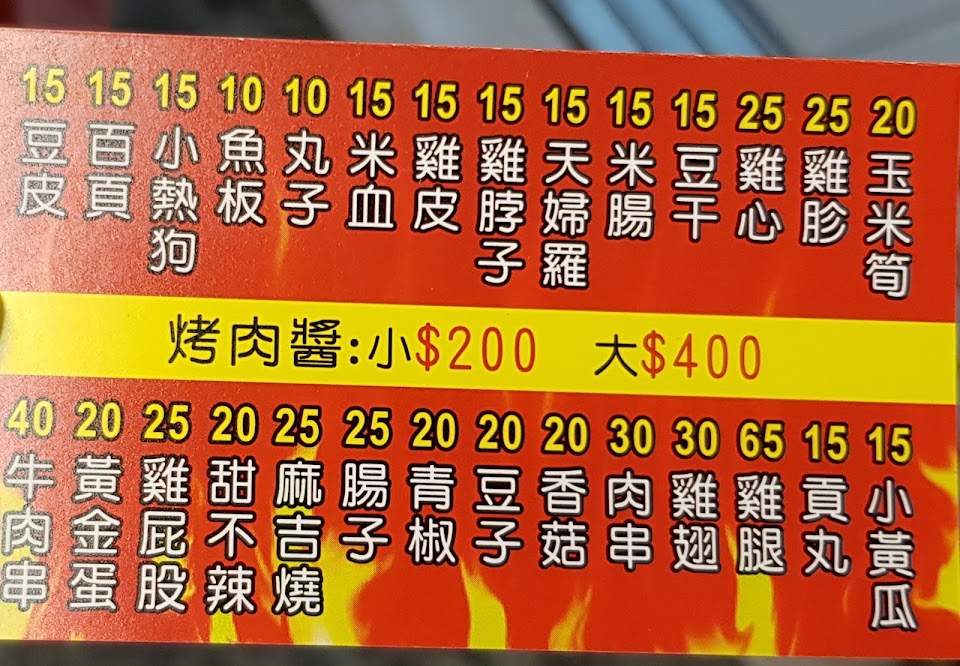 20 玉米筍
25 雞胗
25 雞心
15 豆干
15 米腸
15 天婦羅
15 雞脖子
15 雞皮
15 米血
10 丸子
10 魚板
15 小熱狗
15 百頁
15 豆皮
烤肉醬:小$200 大$400
15 小黃瓜
15 貢丸
65 雞腿
30 雞翅
30 肉串
20 香菇
20 豆子
20 青椒
25 腸子
25 麻吉燒
20 甜不辣
25 雞屁股
20 黃金蛋
40 牛肉串